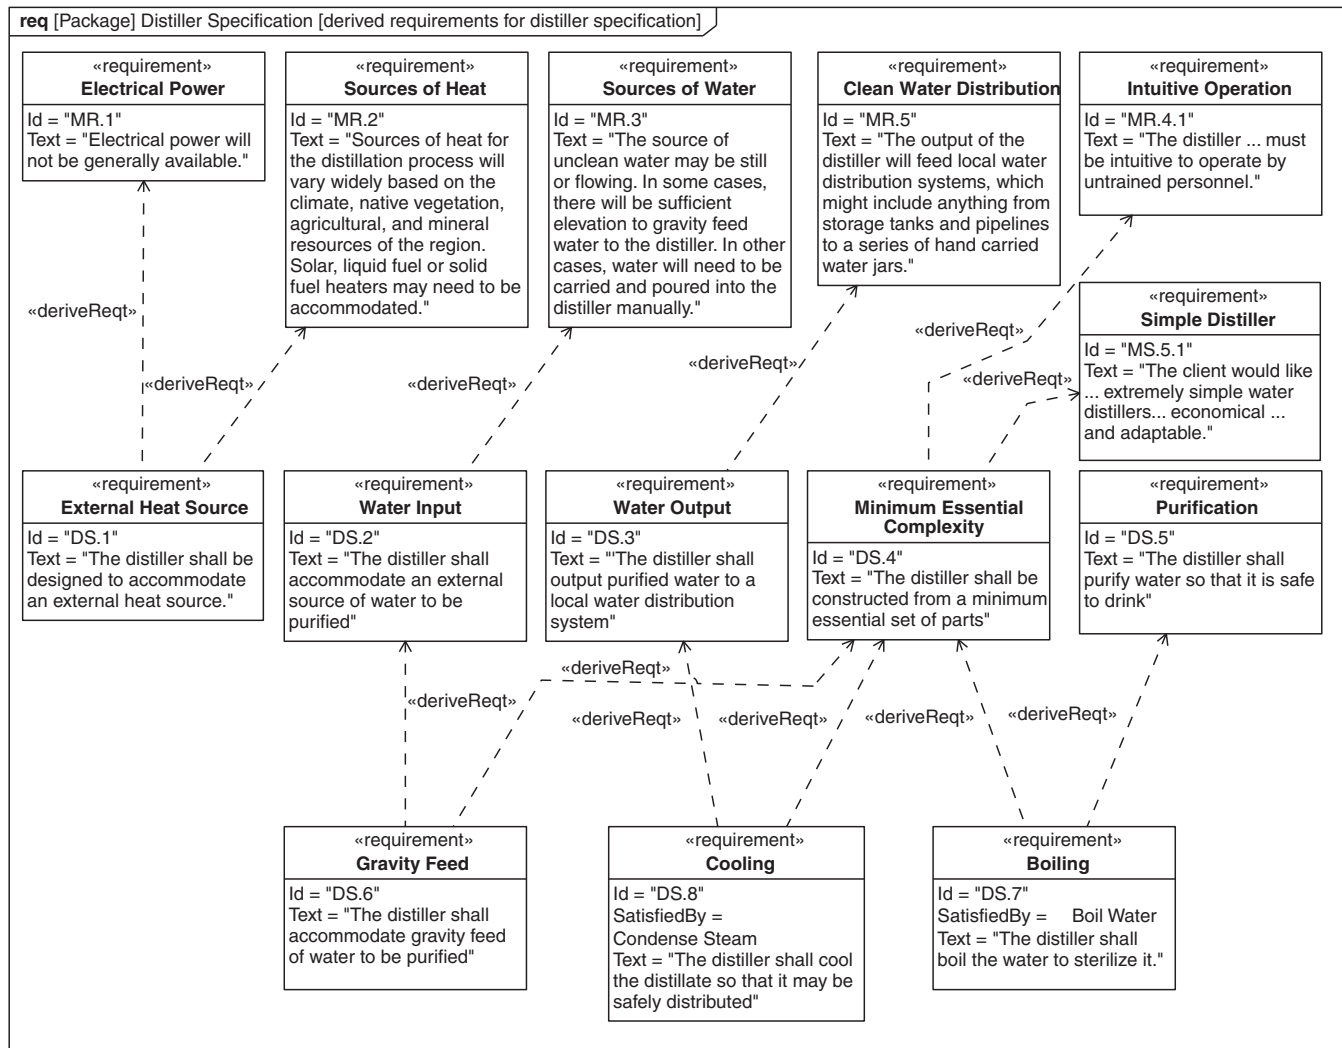 req [Package] Distiller Specification [derived requirements for distiller specification]
«requirement»
Electrical Power
Id = "MR.1"
Text = "Electrical power will
not be generally available."
«requirement»
Sources of Heat
Id = "MR.2"
Text = "Sources of heat for
the distillation process will
vary widely based on the
climate, native vegetation,
agricultural, and mineral
resources of the region.
Solar, liquid fuel or solid
fuel heaters may need to be
accommodated."
«requirement»
Sources of Water
Id = "MR.3"
Text = "The source of
unclean water may be still
or flowing. In some cases,
there will be sufficient
elevation to gravity feed
water to the distiller. In other
cases, water will need to be
carried and poured into the
distiller manually."
«requirement»
Clean Water Distribution
Id = "MR.5"
Text = "The output of the
distiller will feed local water
distribution systems, which
might include anything from
storage tanks and pipelines
to a series of hand carried
water jars."
«requirement»
Intuitive Operation
Id = "MR.4.1"
Text = "The distiller ... must
be intuitive to operate by
untrained personnel."
«requirement»
Simple Distiller
Id = "MS.5.1"
Text = "The client would like
... extremely simple water
distillers... economical ...
and adaptable."
«deriveReqt»
«deriveReqt»
«deriveReqt»
«deriveReqt»
«deriveReqt»
«deriveReqt»
«requirement»
External Heat Source
Id = "DS.1"
Text = "The distiller shall be
designed to accommodate
an external heat source."
«requirement»
Water Input
Id = "DS.2"
Text = "The distiller shall
accommodate an external
source of water to be
purified"
«requirement»
Water Output
Id = "DS.3"
Text = "'The distiller shall
output purified water to a
local water distribution
system"
«requirement»
Minimum Essential
Complexity
Id = "DS.4"
Text = "The distiller shall be
constructed from a minimum
essential set of parts"
«requirement»
Purification
Id = "DS.5"
Text = "The distiller shall
purify water so that it is safe
to drink"
«deriveReqt»
«deriveReqt»
«deriveReqt»
«deriveReqt»
«deriveReqt»
«deriveReqt»
«requirement»
Gravity Feed
Id = "DS.6"
Text = "The distiller shall
accommodate gravity feed
of water to be purified"
«requirement»
Cooling
Id = "DS.8"
SatisfiedBy =
Condense Steam
Text = "The distiller shall cool
the distillate so that it may be
safely distributed"
«requirement»
Boiling
Id = "DS.7"
SatisfiedBy = Boil Water
Text = "The distiller shall
boil the water to sterilize it."